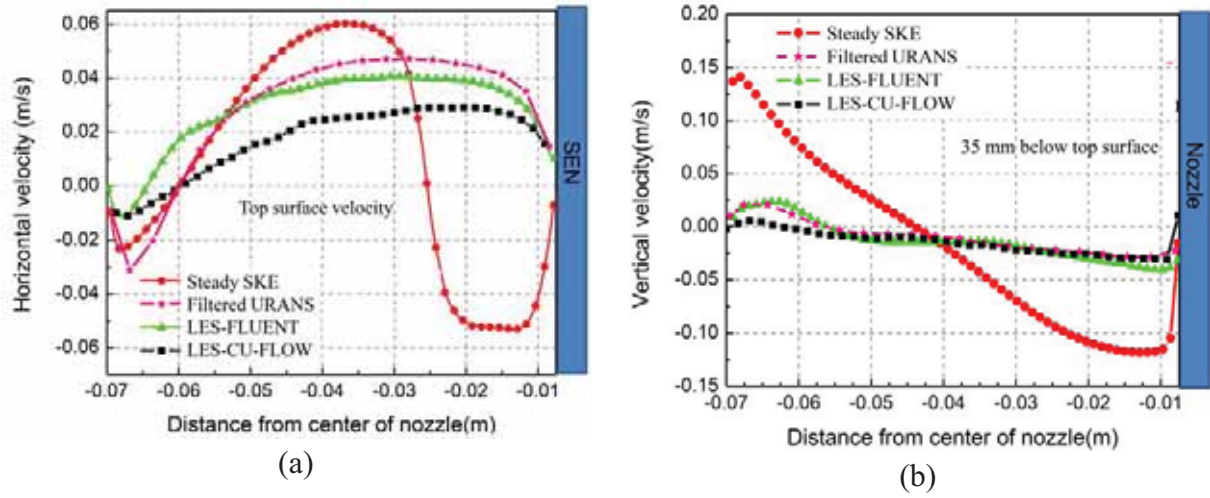 0.06
0.04
0.02
0.00
-0.02
-0.04
-0.06
Horizontal velocity (m/s)
Top surface velocity
Steady SKE
Filtered URANS
LES-FLUENT
LES-CU-FLOW
SEN
-0.07 -0.06 -0.05 -0.04 -0.03 -0.02 -0.01
Distance from center of nozzle(m)
(a)
0.20
0.15
0.10
0.05
0.00
-0.05
-0.10
-0.15
Vertical velocity(m/s)
Steady SKE
Filtered URANS
LES-FLUENT
LES-CU-FLOW
35 mm below top surface
Nozzle
-0.07 -0.06 -0.05 -0.04 -0.03 -0.02 -0.01
Distance from center of nozzle(m)
(b)